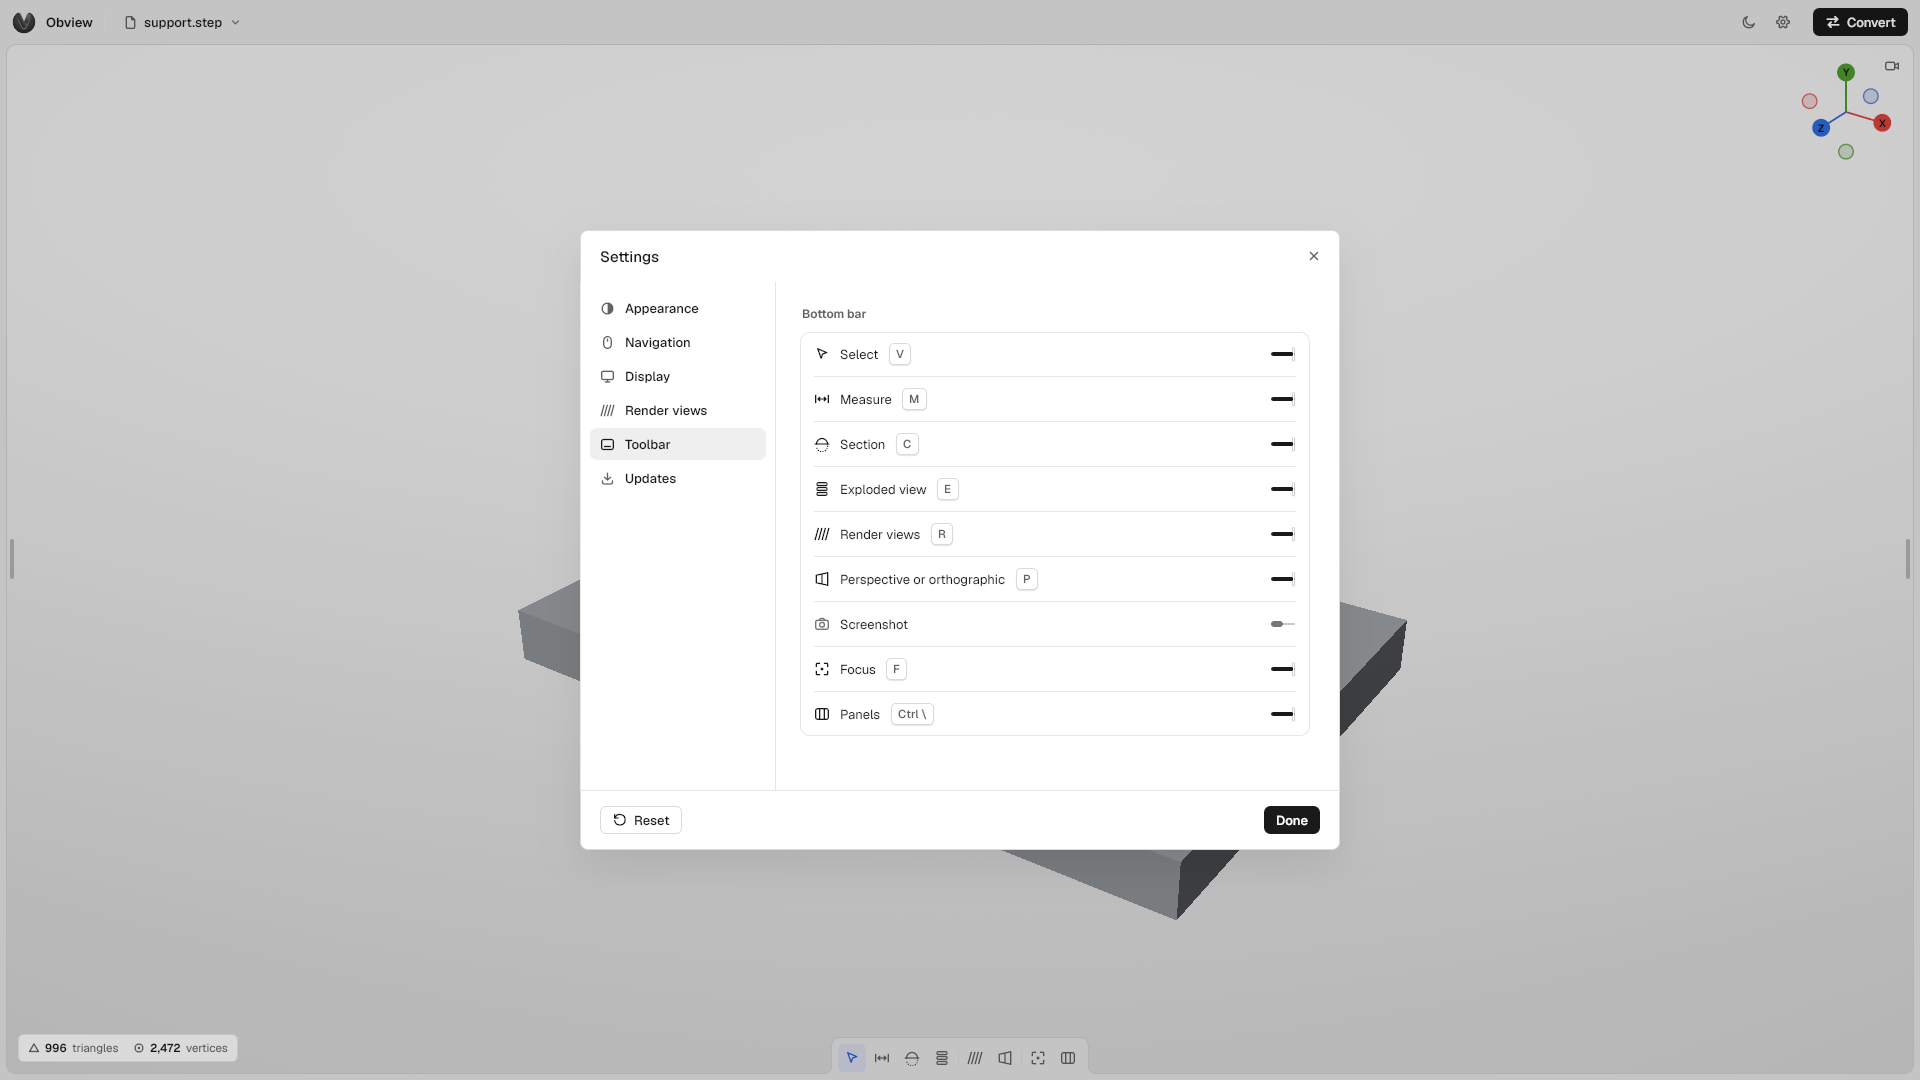 Obview
support.step
Convert
Y
X
Z
Settings
Appearance
Navigation
Display
Render views
Toolbar
Updates
Bottom bar
Select V
Measure M
Section C
Exploded view E
Render views R
Perspective or orthographic P
Screenshot
Focus F
Panels Ctrl \
Reset
Done
996 triangles 2,472 vertices